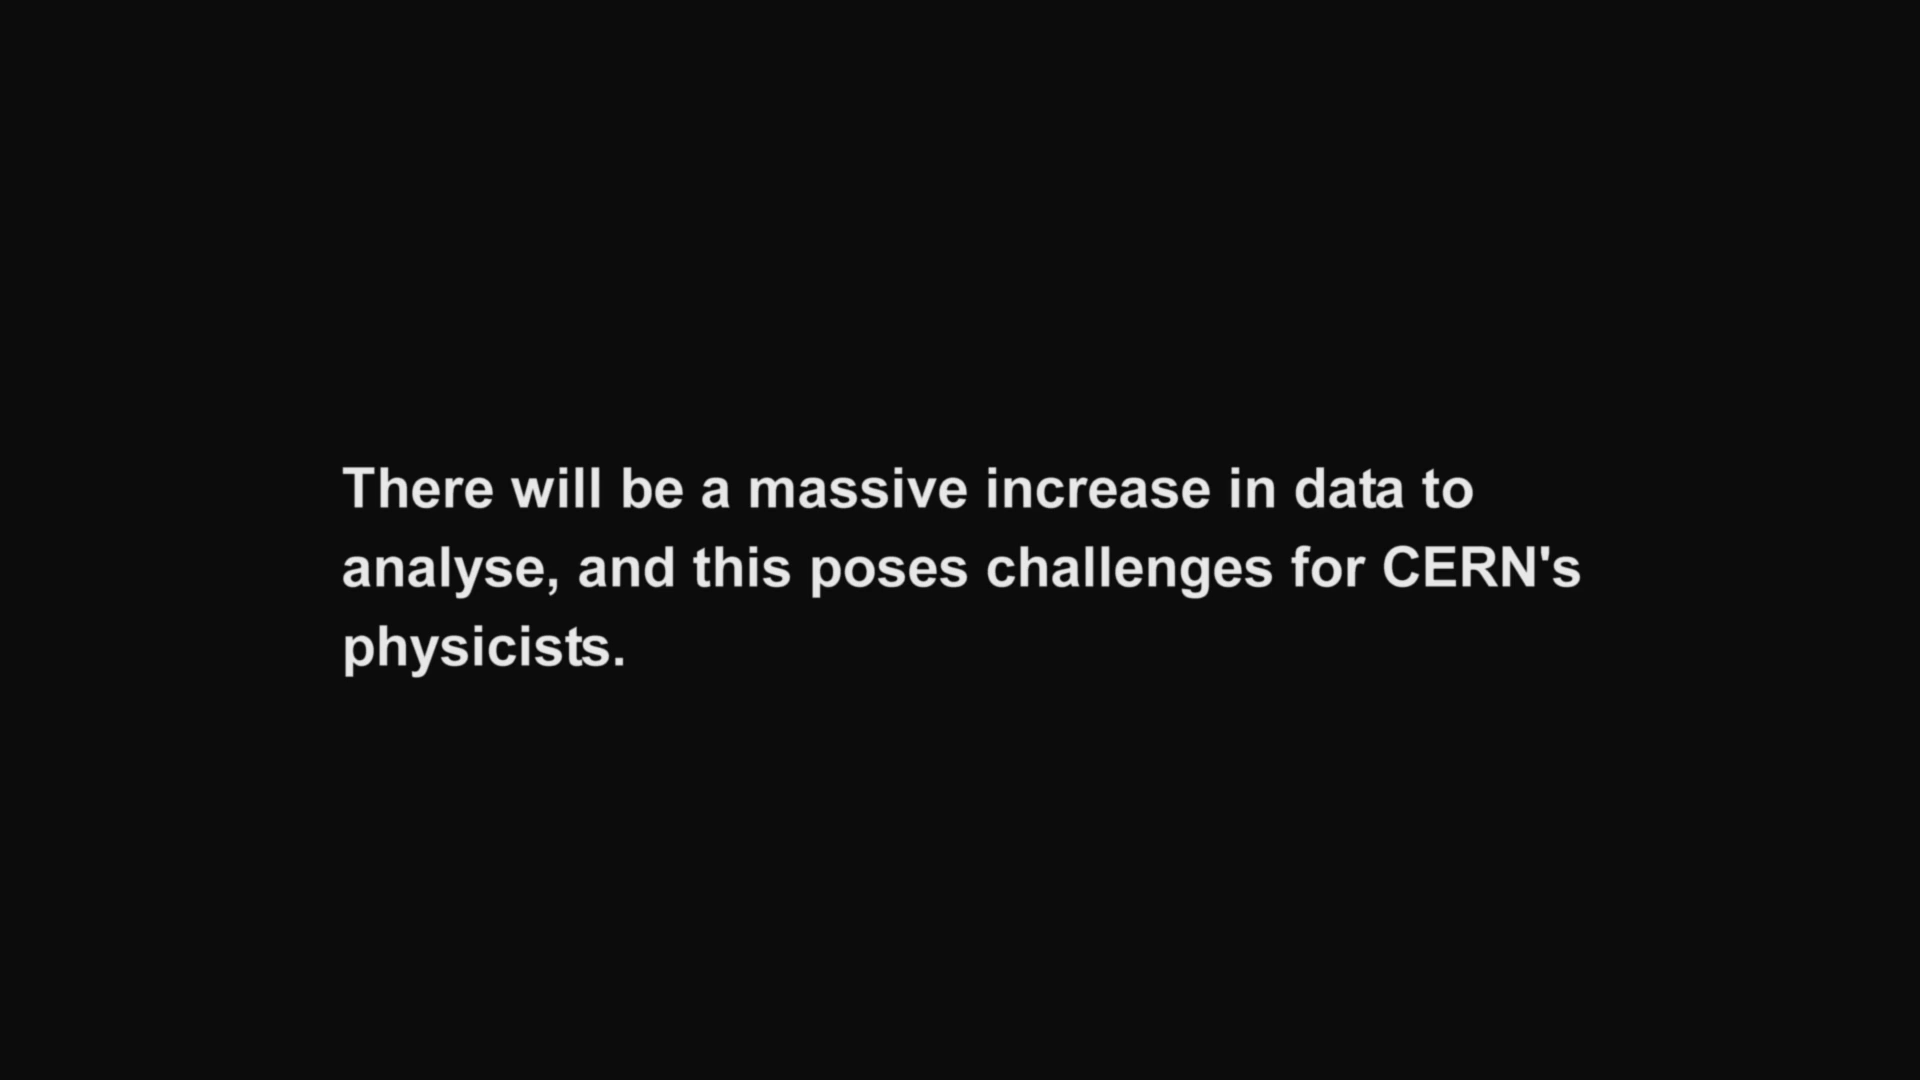 There will be a massive increase in data to
analyse, and this poses challenges for CERN's
physicists.